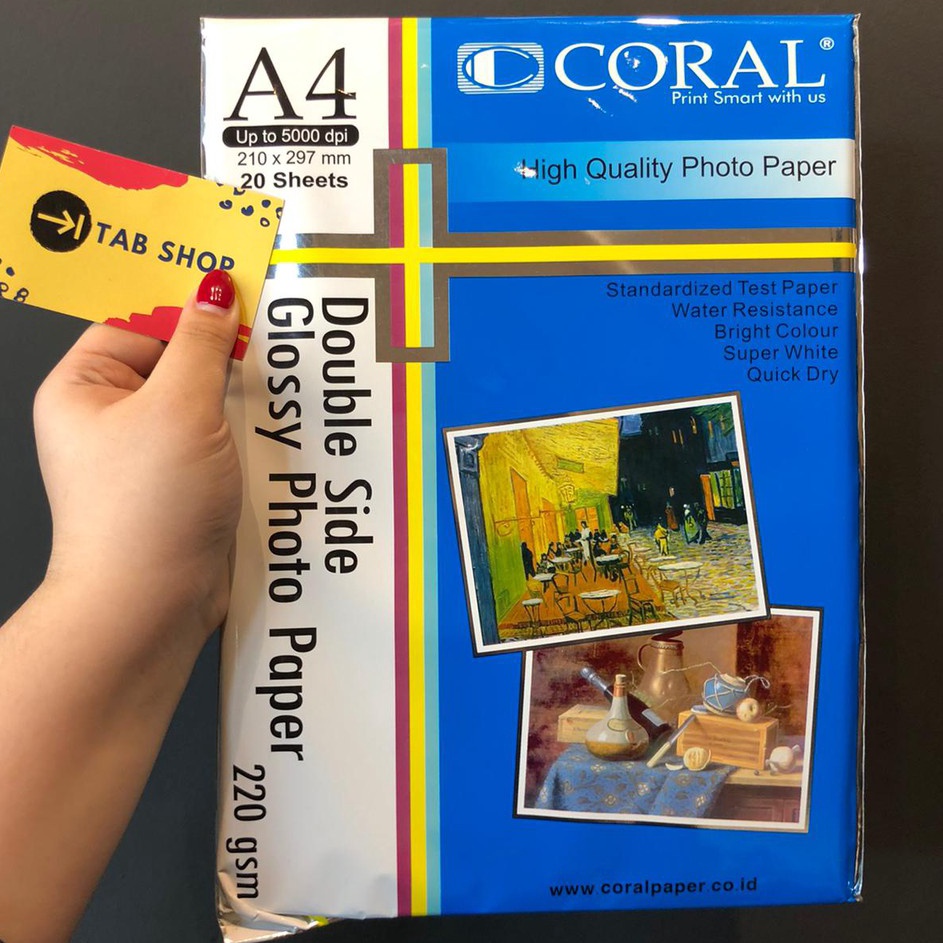 A4
Up to 5000 dpi
210 x 297 mm
20 Sheets
CORAL®
Print Smart with us
High Quality Photo Paper
TAB SHOP
Standardized Test Paper
Water Resistance
Bright Colour
Super White
Quick Dry
Double Side
Glossy Photo Paper
220 gsm
www.coralpaper.co.id